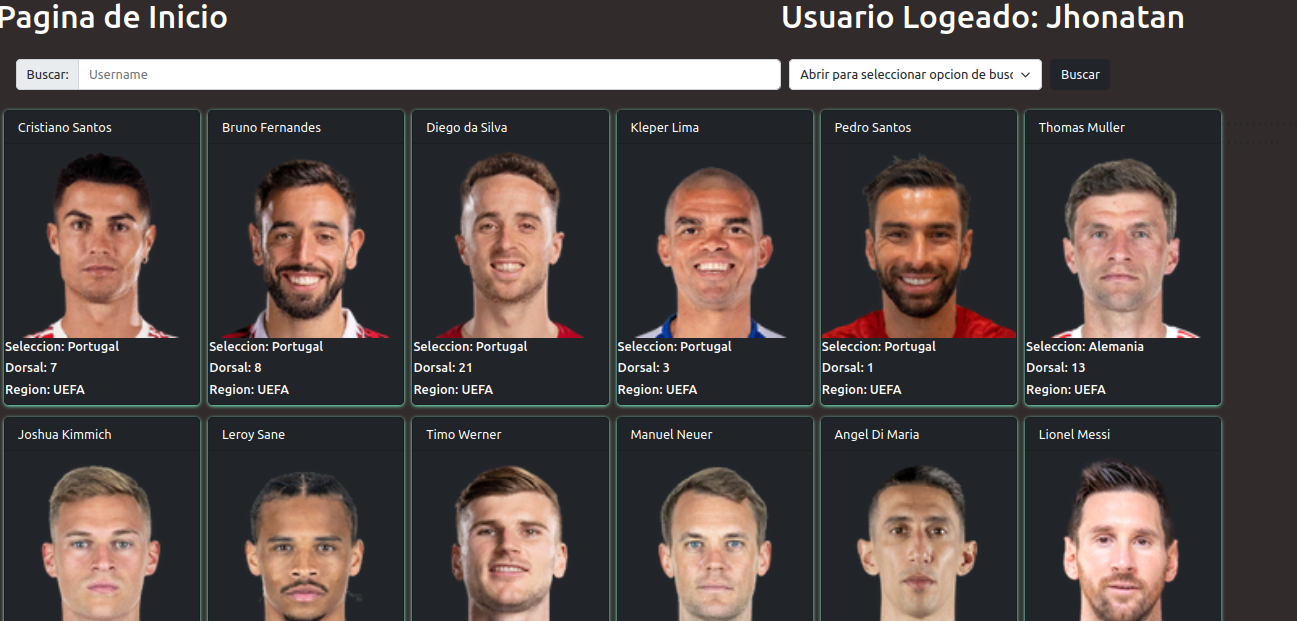 Pagina de Inicio
Usuario Logeado: Jhonatan
Buscar: Username Abrir para seleccionar opcion de busc Buscar
Cristiano Santos
Seleccion: Portugal
Dorsal: 7
Region: UEFA
Bruno Fernandes
Seleccion: Portugal
Dorsal: 8
Region: UEFA
Diego da Silva
Seleccion: Portugal
Dorsal: 21
Region: UEFA
Kleper Lima
Seleccion: Portugal
Dorsal: 3
Region: UEFA
Pedro Santos
Seleccion: Portugal
Dorsal: 1
Region: UEFA
Thomas Muller
Seleccion: Alemania
Dorsal: 13
Region: UEFA
Joshua Kimmich
Leroy Sane
Timo Werner
Manuel Neuer
Angel Di Maria
Lionel Messi